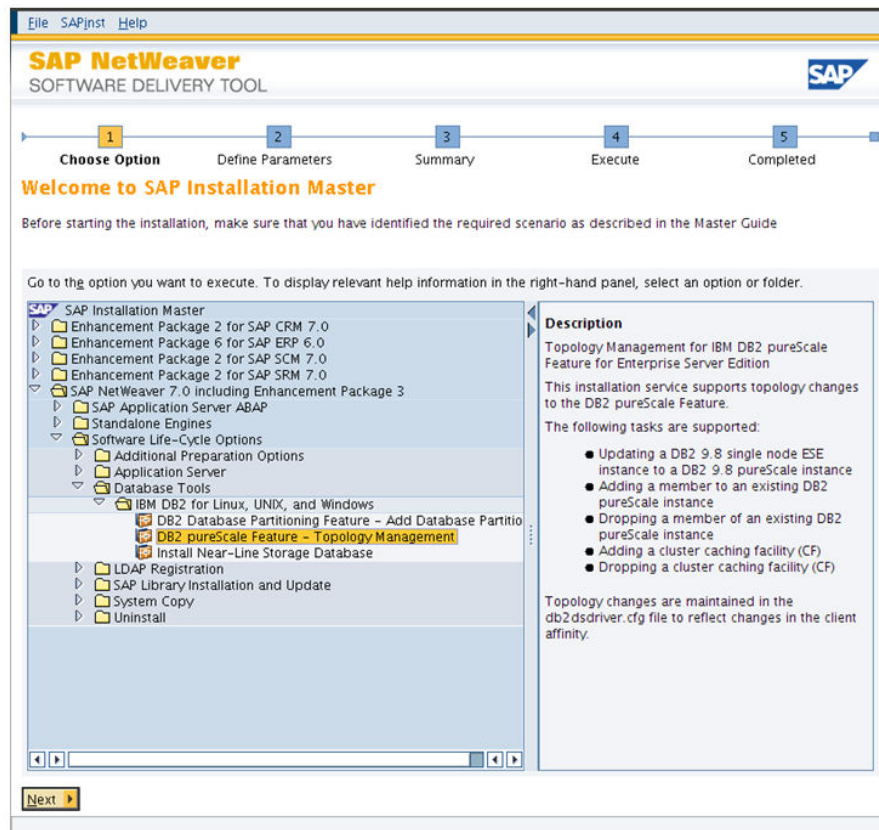 File SAPinst Help
SAP NetWeaver
SOFTWARE DELIVERY TOOL
SAP
1 2 3 4 5
Choose Option Define Parameters Summary Execute Completed
Welcome to SAP Installation Master
Before starting the installation, make sure that you have identified the required scenario as described in the Master Guide
Go to the option you want to execute. To display relevant help information in the right-hand panel, select an option or folder.
SAP SAP Installation Master
Enhancement Package 2 for SAP CRM 7.0
Enhancement Package 6 for SAP ERP 6.0
Enhancement Package 2 for SAP SCM 7.0
Enhancement Package 2 for SAP SRM 7.0
SAP NetWeaver 7.0 including Enhancement Package 3
SAP Application Server ABAP
Standalone Engines
Software Life-Cycle Options
Additional Preparation Options
Application Server
Database Tools
IBM DB2 for Linux, UNIX, and Windows
DB2 Database Partitioning Feature - Add Database Partitio
DB2 pureScale Feature - Topology Management
Install Near-Line Storage Database
LDAP Registration
SAP Library Installation and Update
System Copy
Uninstall
Description
Topology Management for IBM DB2 pureScale
Feature for Enterprise Server Edition
This installation service supports topology changes
to the DB2 pureScale Feature.
The following tasks are supported:
● Updating a DB2 9.8 single node ESE
instance to a DB2 9.8 pureScale instance
● Adding a member to an existing DB2
pureScale instance
● Dropping a member of an existing DB2
pureScale instance
● Adding a cluster caching facility (CF)
● Dropping a cluster caching facility (CF)
Topology changes are maintained in the
db2dsdriver.cfg file to reflect changes in the client
affinity.
Next